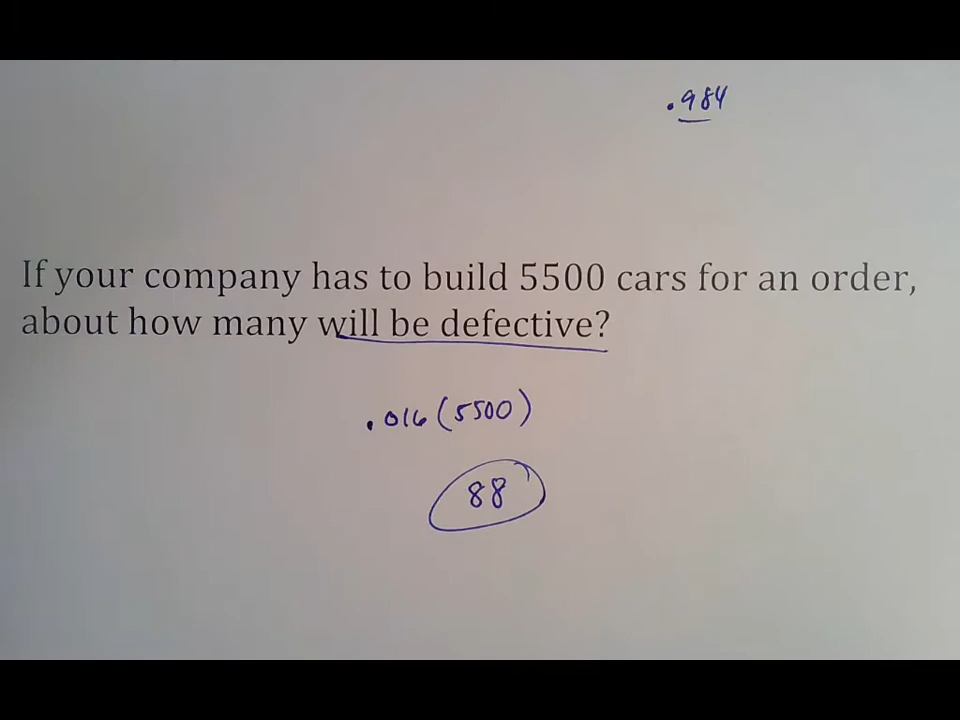 .984
If your company has to build 5500 cars for an order,
about how many will be defective?
.016(5500)
88